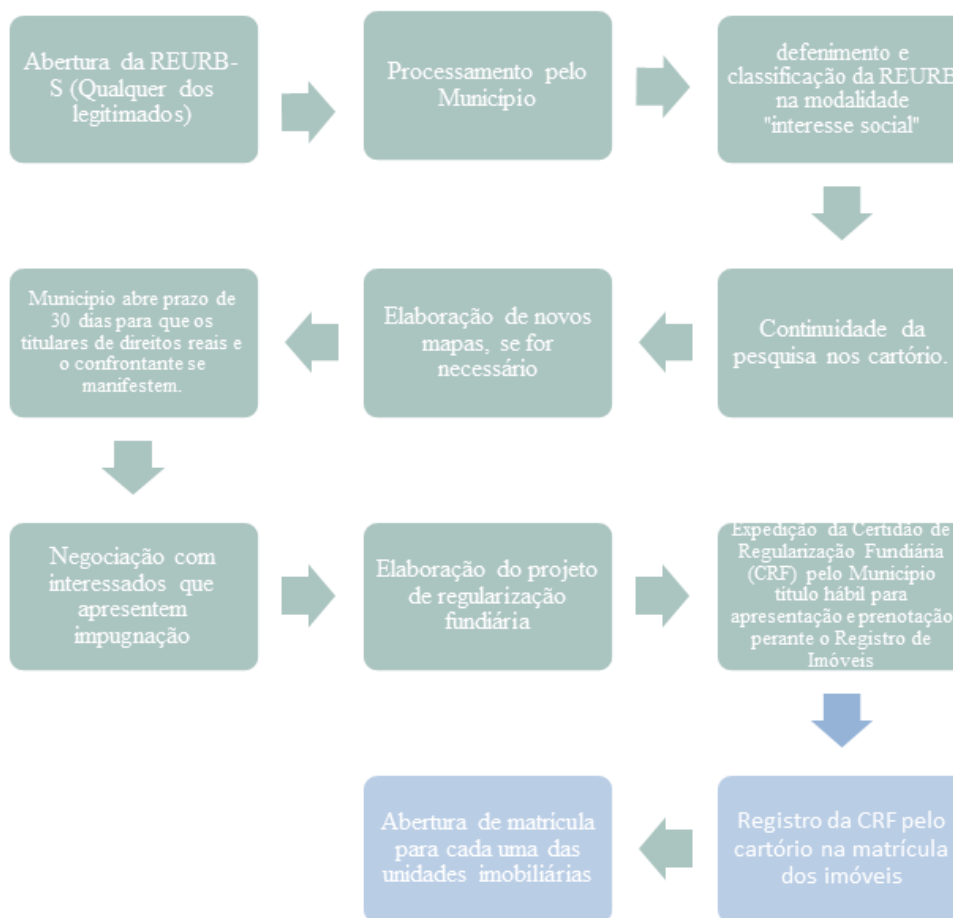 Abertura da REURB-
S (Qualquer dos
legitimados)
Processamento pelo
Município
defenimento e
classificação da REURB
na modalidade
"interesse social"
Continuidade da
pesquisa nos cartório.
Elaboração de novos
mapas, se for
necessário
Município abre prazo de
30 dias para que os
titulares de direitos reais e
o confrontante se
manifestem.
Negociação com
interessados que
apresentem
impugnação
Elaboração do projeto
de regularização
fundiária
Expedição da Certidão de
Regularização Fundiária
(CRF) pelo Município
título hábil para
apresentação e prenotação
perante o Registro de
Imóveis
Registro da CRF pelo
cartório na matrícula
dos imóveis
Abertura de matrícula
para cada uma das
unidades imobiliárias